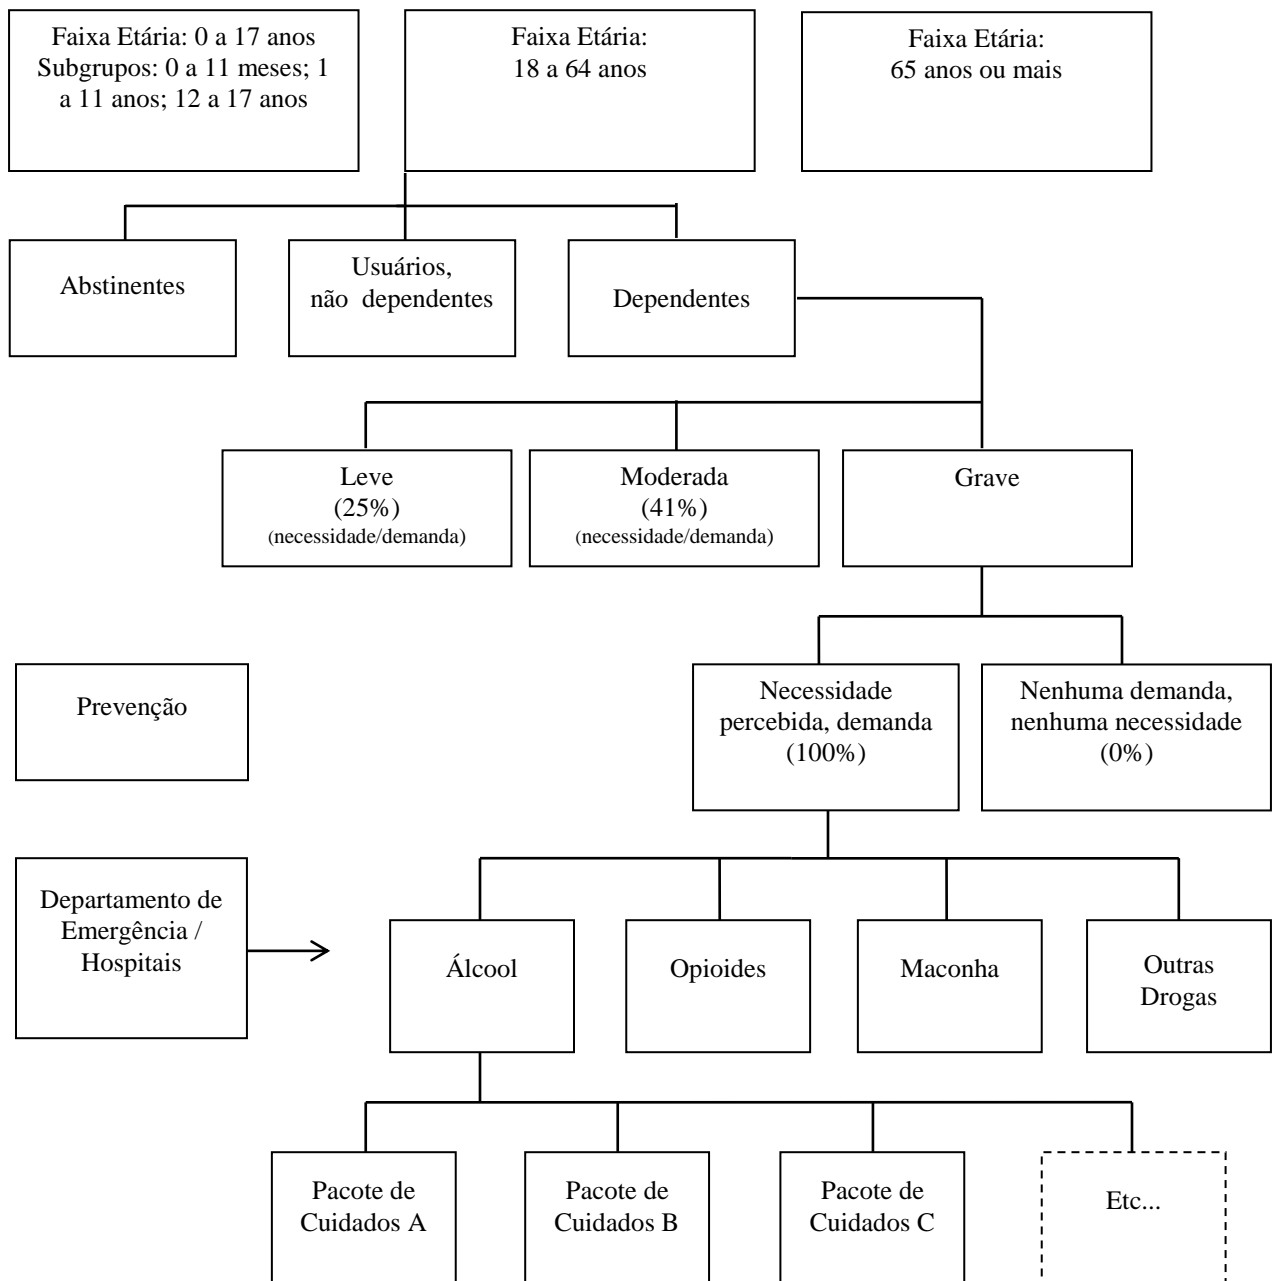 Faixa Etária: 0 a 17 anos
Subgrupos: 0 a 11 meses; 1
a 11 anos; 12 a 17 anos
Faixa Etária:
18 a 64 anos
Faixa Etária:
65 anos ou mais
Abstinentes
Usuários,
não dependentes
Dependentes
Leve
(25%)
(necessidade/demanda)
Moderada
(41%)
(necessidade/demanda)
Grave
Prevenção
Necessidade
percebida, demanda
(100%)
Nenhuma demanda,
nenhuma necessidade
(0%)
Departamento de
Emergência /
Hospitais
Álcool
Opioides
Maconha
Outras
Drogas
Pacote de
Cuidados A
Pacote de
Cuidados B
Pacote de
Cuidados C
Etc...